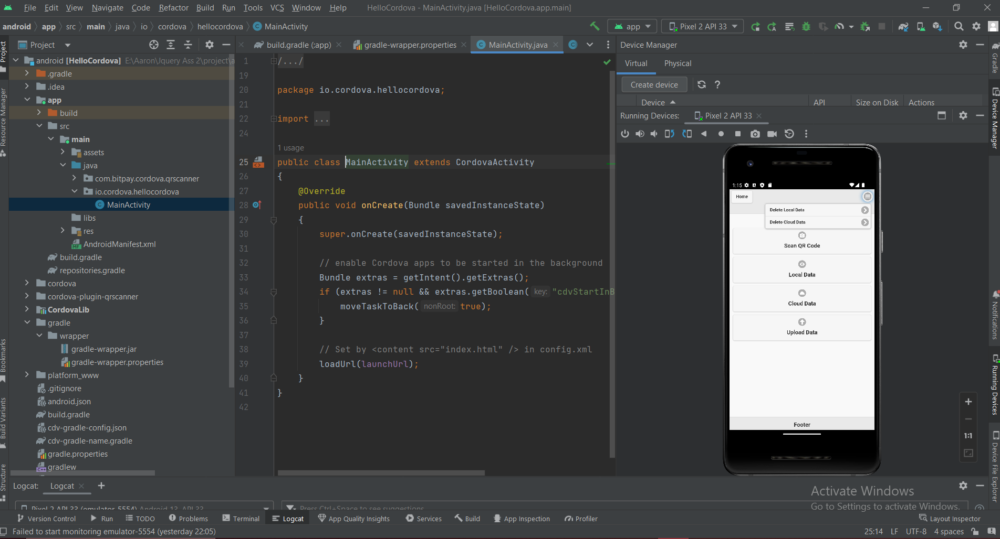 File Edit View Navigate Code Refactor Build Run Tools VCS Window Help HelloCordova - MainActivity.java [HelloCordova.app.main]
android app src main java io cordova hellocordova MainActivity app Pixel 2 API 33
Project
build.gradle (:app) gradle-wrapper.properties MainActivity.java
Device Manager
android [HelloCordova] E:\Aaron\Jquery Ass 2\project\a
.gradle
.idea
app
build
src
main
assets
java
com.bitpay.cordova.qrscanner
io.cordova.hellocordova
MainActivity
libs
res
AndroidManifest.xml
build.gradle
repositories.gradle
cordova
cordova-plugin-qrscanner
CordovaLib
gradle
wrapper
gradle-wrapper.jar
gradle-wrapper.properties
platform_www
.gitignore
android.json
build.gradle
cdv-gradle-config.json
cdv-gradle-name.gradle
gradle.properties
gradlew
1 /.../
19
20 package io.cordova.hellocordova;
21
22 import ...
24
1 usage
25 public class MainActivity extends CordovaActivity
26 {
27 @Override
28 public void onCreate(Bundle savedInstanceState)
29 {
30 super.onCreate(savedInstanceState);
31
32 // enable Cordova apps to be started in the background
33 Bundle extras = getIntent().getExtras();
34 if (extras != null && extras.getBoolean( key: "cdvStartInB
35 moveTaskToBack( nonRoot: true);
36 }
37
38 // Set by <content src="index.html" /> in config.xml
39 loadUrl(launchUrl);
40 }
41 }
42
Virtual Physical
Create device ?
Device API Size on Disk Actions
Running Devices: Pixel 2 API 33
1:15
Home
Delete Local Data
Delete Cloud Data
Scan QR Code
Local Data
Cloud Data
Upload Data
Footer
1:1
Project
Resource Manager
Bookmarks
Build Variants
Structure
Gradle
Device Manager
Notifications
Running Devices
Device File Explorer
Logcat: Logcat
Pixel 2 API 33 (emulator-5554) Android 13, API 33
Press Ctrl+Space to see suggestions
Activate Windows
Go to Settings to activate Windows.
Version Control Run TODO Problems Terminal Logcat App Quality Insights Services Build App Inspection Profiler Layout Inspector
Failed to start monitoring emulator-5554 (yesterday 22:05) 25:14 LF UTF-8 4 spaces